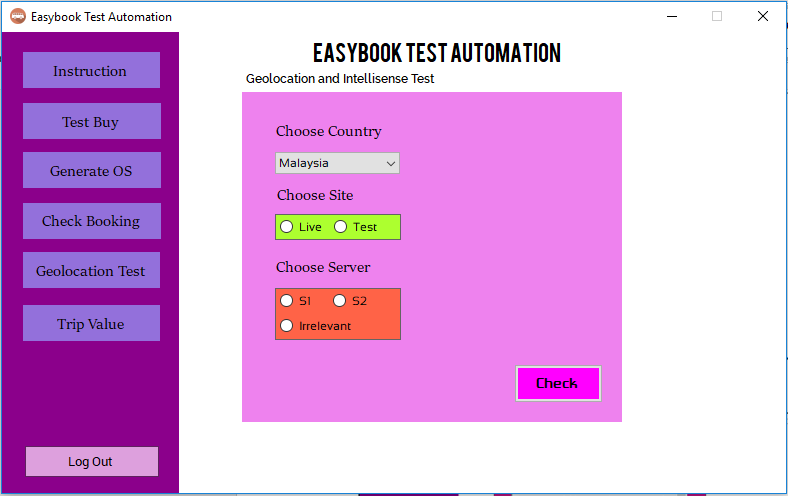 Easybook Test Automation
Instruction
Test Buy
Generate OS
Check Booking
Geolocation Test
Trip Value
Log Out
EASYBOOK TEST AUTOMATION
Geolocation and Intellisense Test
Choose Country
Malaysia
Choose Site
Live Test
Choose Server
S1 S2
Irrelevant
Check